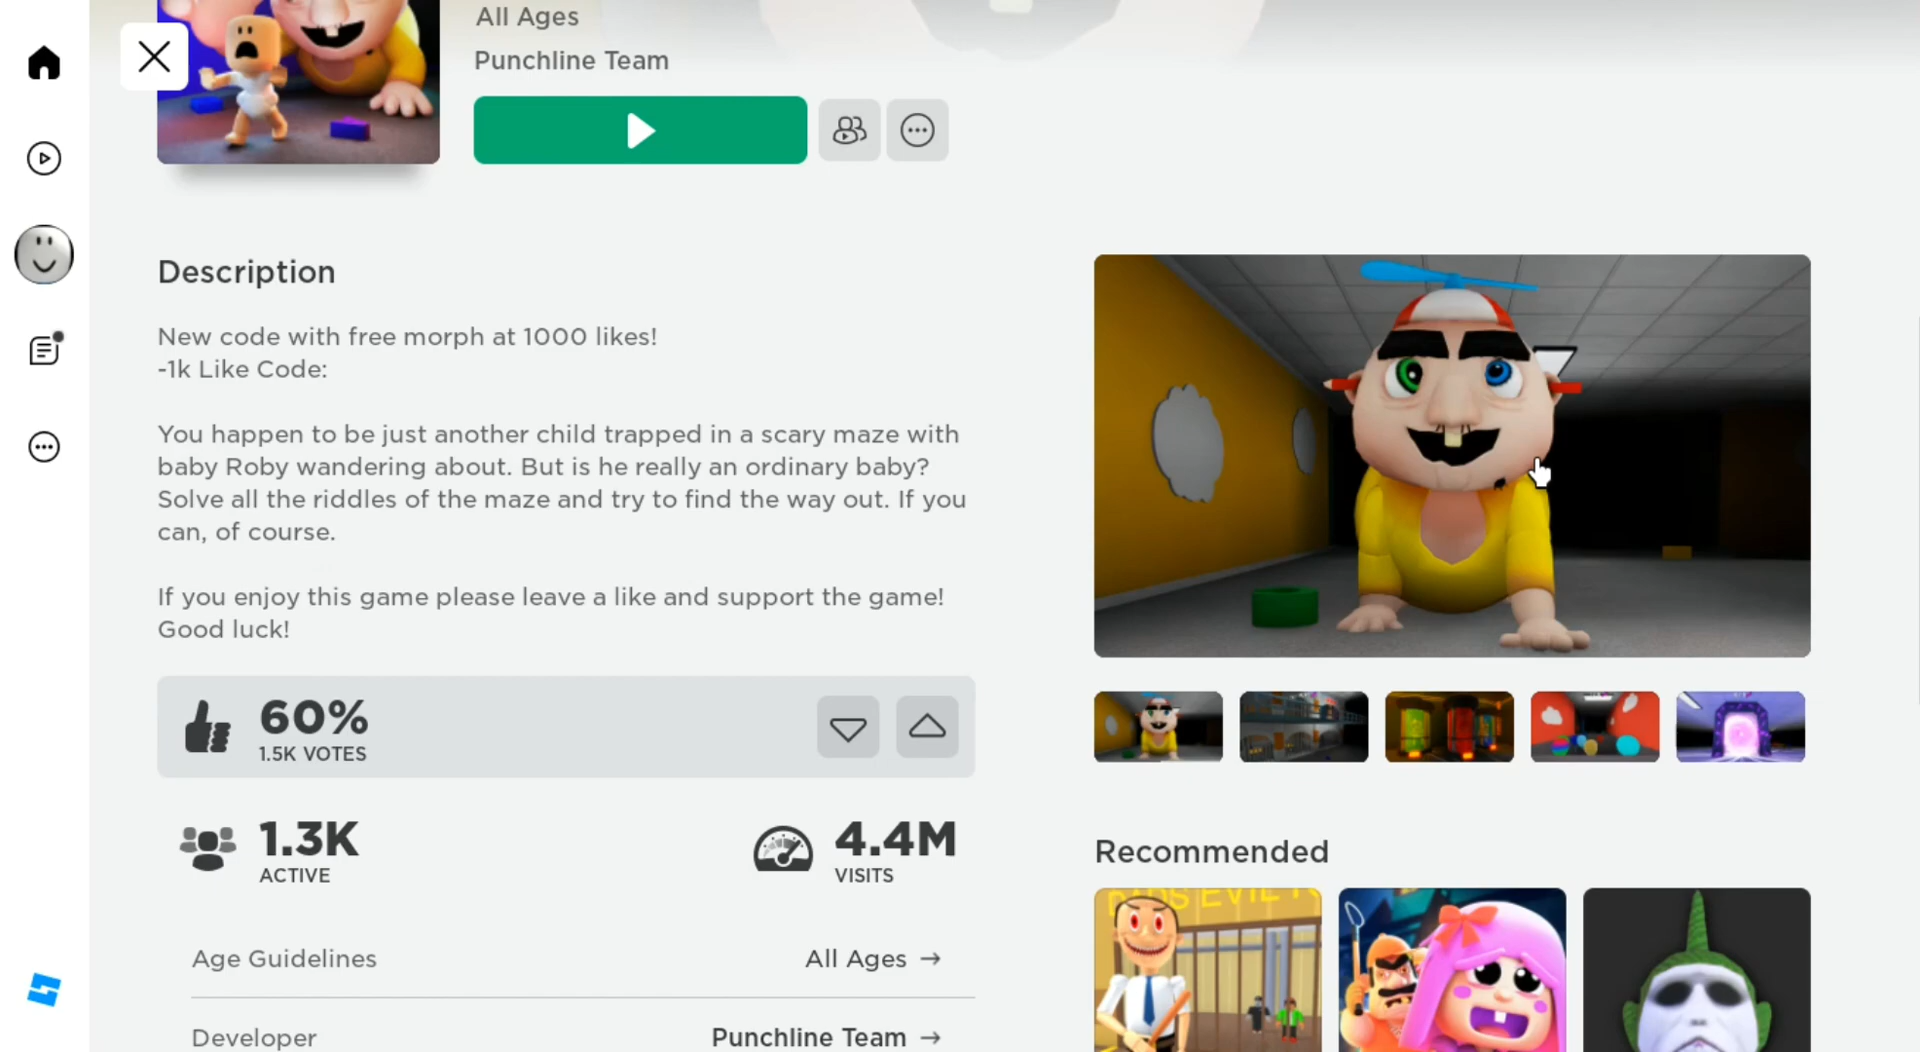 All Ages
Punchline Team
Description
New code with free morph at 1000 likes!
-1k Like Code:
You happen to be just another child trapped in a scary maze with
baby Roby wandering about. But is he really an ordinary baby?
Solve all the riddles of the maze and try to find the way out. If you
can, of course.
If you enjoy this game please leave a like and support the game!
Good luck!
60%
1.5K VOTES
1.3K
ACTIVE
4.4M
VISITS
Age Guidelines
All Ages →
Developer
Punchline Team →
Recommended
EVIL